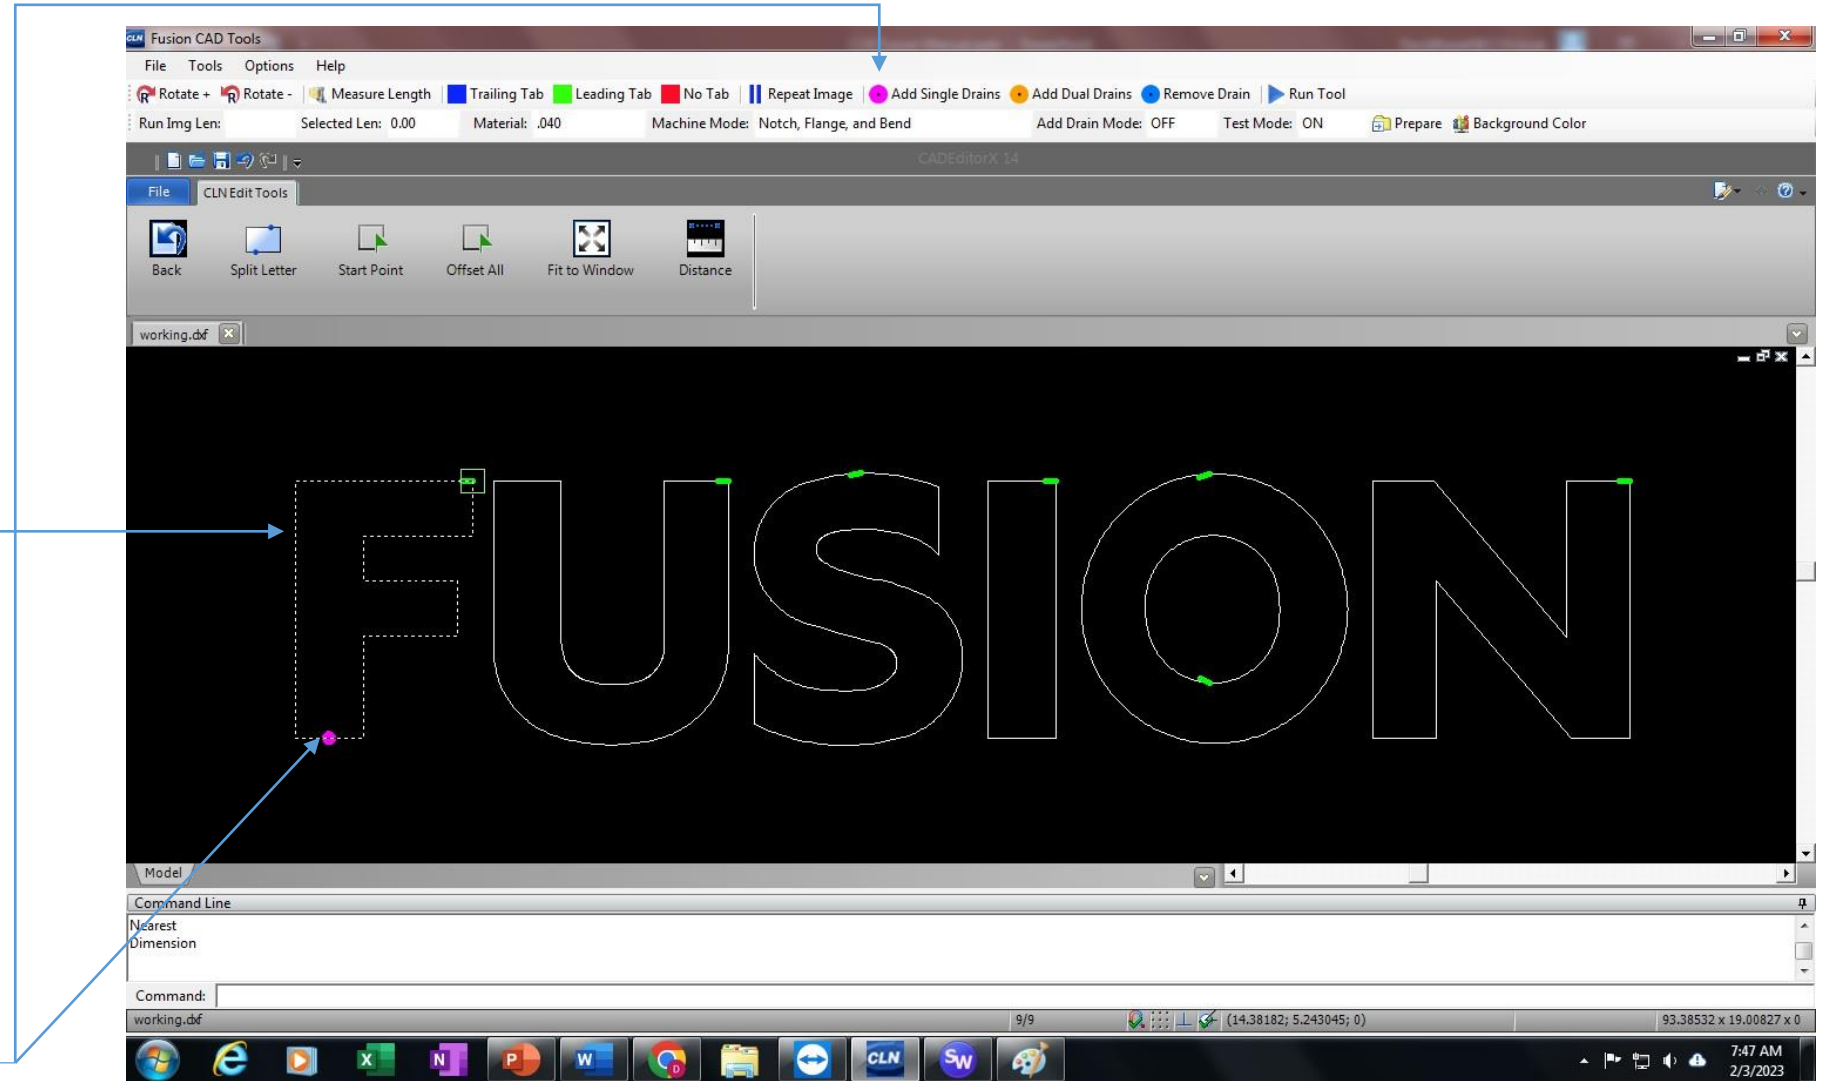 CLN Fusion CAD Tools
File Tools Options Help
R Rotate + R Rotate - Measure Length Trailing Tab Leading Tab No Tab Repeat Image Add Single Drains Add Dual Drains Remove Drain Run Tool
Run Img Len: Selected Len: 0.00 Material: .040 Machine Mode: Notch, Flange, and Bend Add Drain Mode: OFF Test Mode: ON Prepare Background Color
CADEditorX 14
File CLN Edit Tools
Back Split Letter Start Point Offset All Fit to Window Distance
working.dxf
FUSION
Model
Command Line
Nearest
Dimension
Command:
working.dxf 9/9 (14.38182; 5.243045; 0) 93.38532 x 19.00827 x 0
X N P W D CLN SW 7:47 AM
2/3/2023